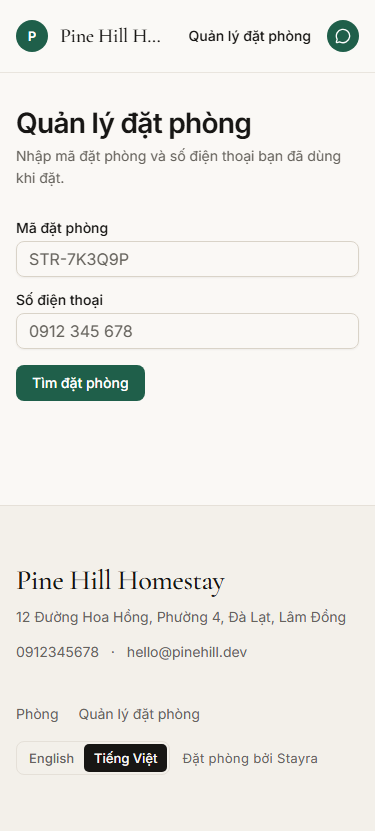 P
Pine Hill H...
Quản lý đặt phòng
Quản lý đặt phòng
Nhập mã đặt phòng và số điện thoại bạn đã dùng
khi đặt.
Mã đặt phòng
STR-7K3Q9P
Số điện thoại
0912 345 678
Tìm đặt phòng
Pine Hill Homestay
12 Đường Hoa Hồng, Phường 4, Đà Lạt, Lâm Đồng
0912345678 · hello@pinehill.dev
Phòng Quản lý đặt phòng
English Tiếng Việt Đặt phòng bởi Stayra